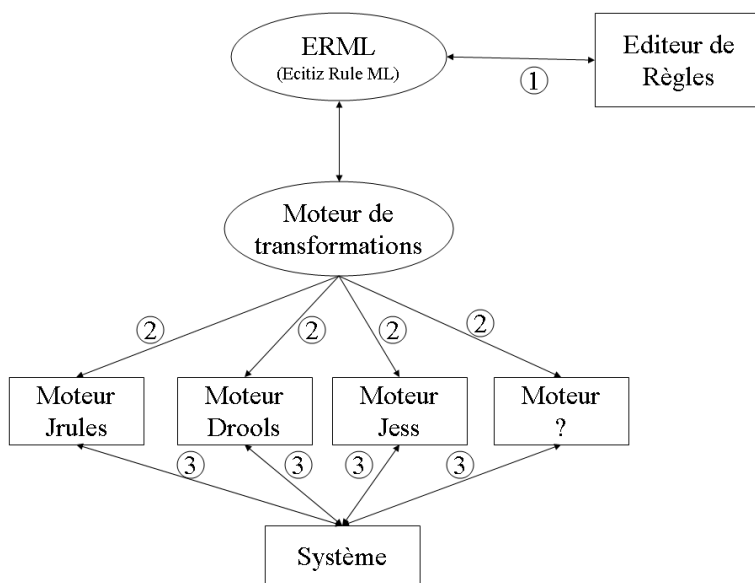 ERML
(Ecitiz Rule ML)
Editeur de
Règles
1
Moteur de
transformations
2
2
2
2
Moteur
Jrules
Moteur
Drools
Moteur
Jess
Moteur
?
3
3
3
3
Système